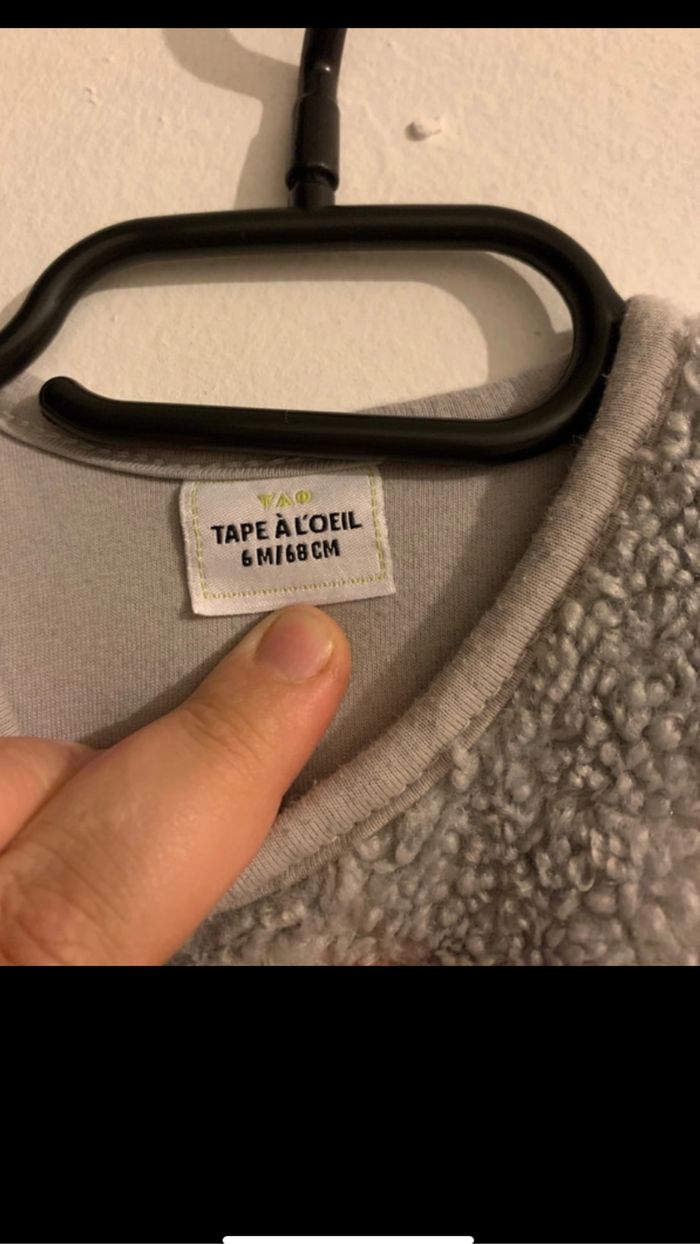 TAO
TAPE À L'OEIL
6 M/68 CM